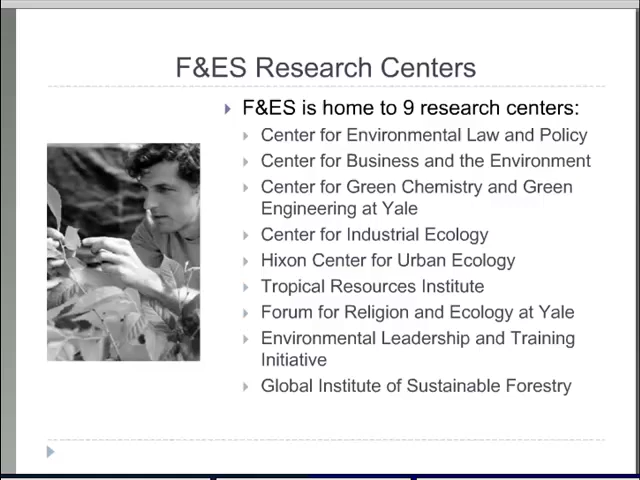 F&ES Research Centers
F&ES is home to 9 research centers:
Center for Environmental Law and Policy
Center for Business and the Environment
Center for Green Chemistry and Green
Engineering at Yale
Center for Industrial Ecology
Hixon Center for Urban Ecology
Tropical Resources Institute
Forum for Religion and Ecology at Yale
Environmental Leadership and Training
Initiative
Global Institute of Sustainable Forestry